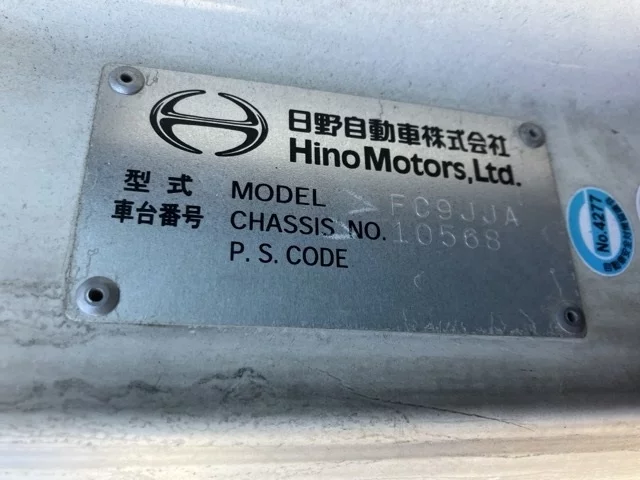 日野自動車株式会社
Hino Motors, Ltd.
型式 MODEL > FC9JJA
車台番号 CHASSIS NO. > 10568
P.S. CODE
No.4277